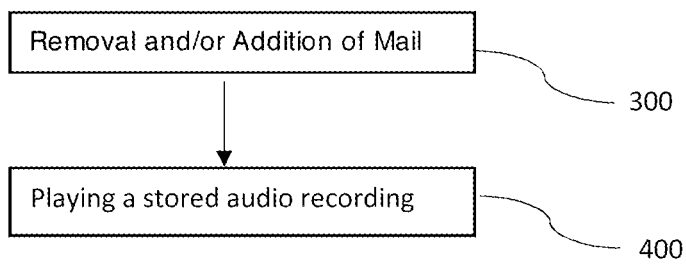 Removal and/or Addition of Mail
300
Playing a stored audio recording
400